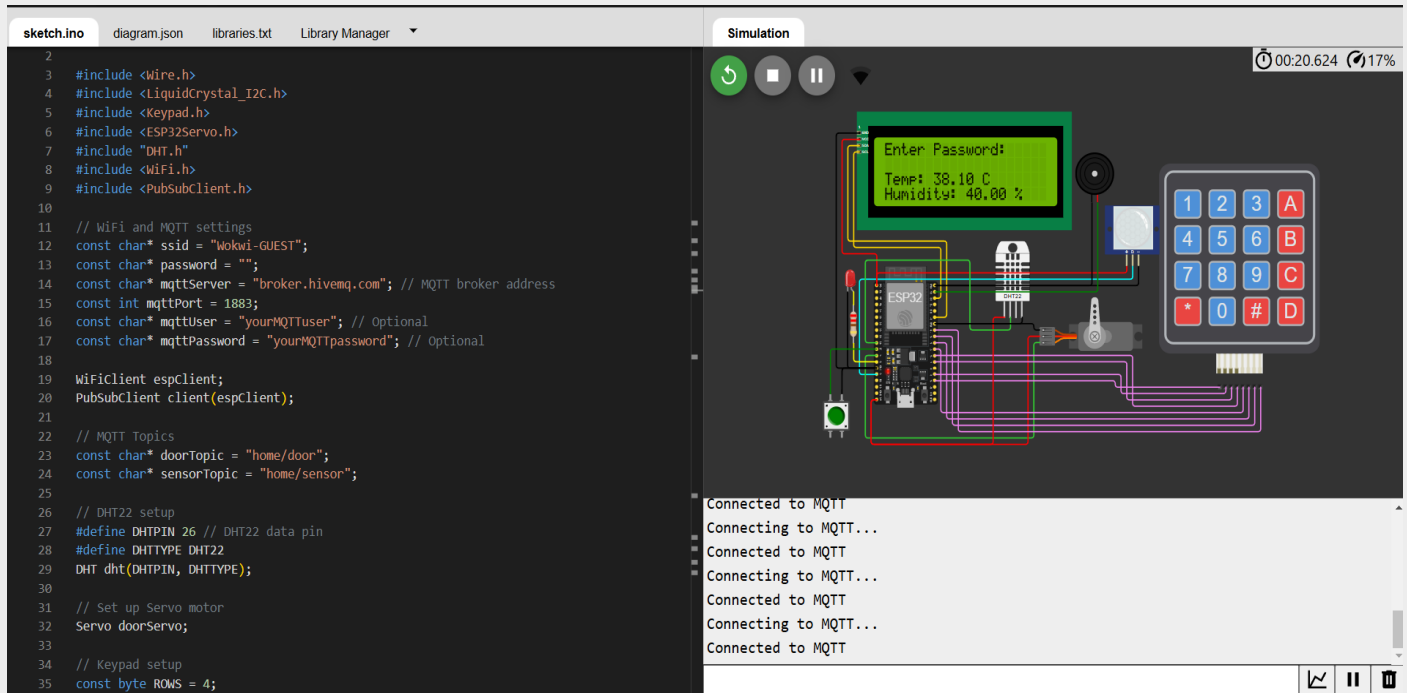 sketch.ino diagram.json libraries.txt Library Manager
2
3 #include <Wire.h>
4 #include <LiquidCrystal_I2C.h>
5 #include <Keypad.h>
6 #include <ESP32Servo.h>
7 #include "DHT.h"
8 #include <WiFi.h>
9 #include <PubSubClient.h>
10
11 // WiFi and MQTT settings
12 const char* ssid = "Wokwi-GUEST";
13 const char* password = "";
14 const char* mqttServer = "broker.hivemq.com"; // MQTT broker address
15 const int mqttPort = 1883;
16 const char* mqttUser = "yourMQTTuser"; // Optional
17 const char* mqttPassword = "yourMQTTpassword"; // Optional
18
19 WiFiClient espClient;
20 PubSubClient client(espClient);
21
22 // MQTT Topics
23 const char* doorTopic = "home/door";
24 const char* sensorTopic = "home/sensor";
25
26 // DHT22 setup
27 #define DHTPIN 26 // DHT22 data pin
28 #define DHTTYPE DHT22
29 DHT dht(DHTPIN, DHTTYPE);
30
31 // Set up Servo motor
32 Servo doorServo;
33
34 // Keypad setup
35 const byte ROWS = 4;
Simulation
00:20.624 17%
Enter Password:
Temp: 38.10 C
Humidity: 40.00 %
1 2 3 A
4 5 6 B
7 8 9 C
* 0 # D
ESP32
DHT22
Connected to MQTT
Connecting to MQTT...
Connected to MQTT
Connecting to MQTT...
Connected to MQTT
Connecting to MQTT...
Connected to MQTT